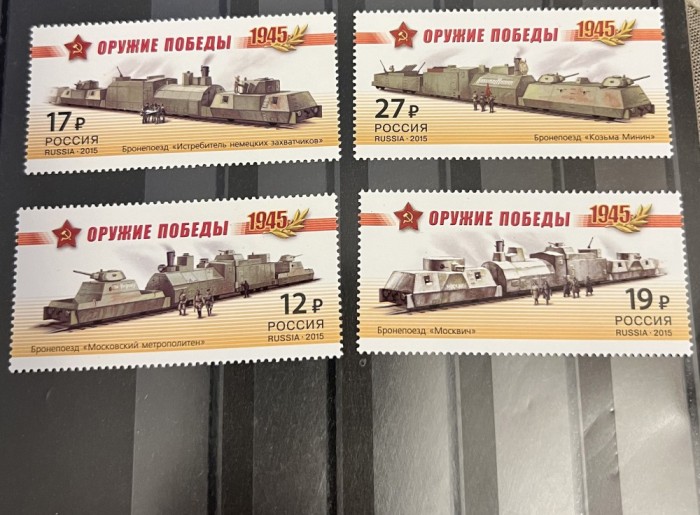 ОРУЖИЕ ПОБЕДЫ 1945
17 ₽
РОССИЯ
RUSSIA · 2015
Бронепоезд «Истребитель немецких захватчиков»
ОРУЖИЕ ПОБЕДЫ 1945
27 ₽
РОССИЯ
RUSSIA · 2015
Бронепоезд «Козьма Минин»
ОРУЖИЕ ПОБЕДЫ 1945
12 ₽
РОССИЯ
RUSSIA · 2015
Бронепоезд «Московский метрополитен»
ОРУЖИЕ ПОБЕДЫ 1945
19 ₽
РОССИЯ
RUSSIA · 2015
Бронепоезд «Москвич»